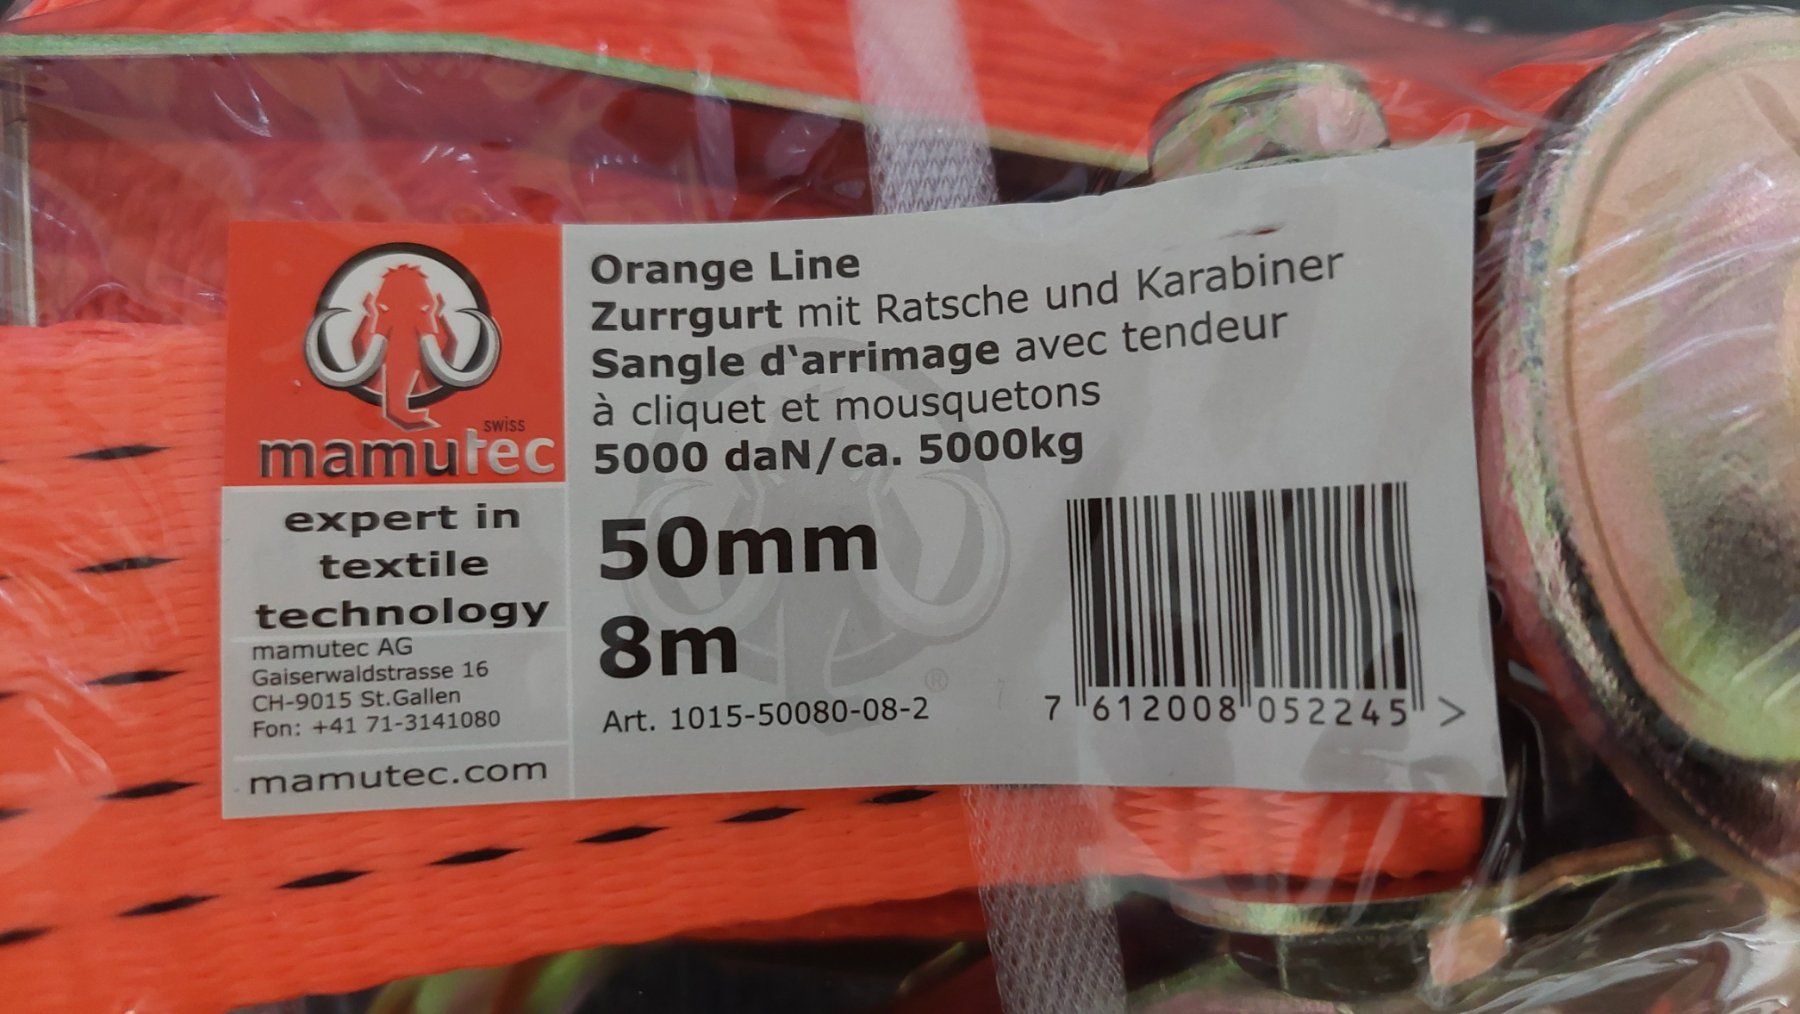 swiss
mamutec
expert in
textile
technology
mamutec AG
Gaiserwaldstrasse 16
CH-9015 St.Gallen
Fon: +41 71-3141080
mamutec.com
Orange Line
Zurrgurt mit Ratsche und Karabiner
Sangle d‘arrimage avec tendeur
à cliquet et mousquetons
5000 daN/ca. 5000kg
50mm
8m
®
Art. 1015-50080-08-2
7 612008 052245 >